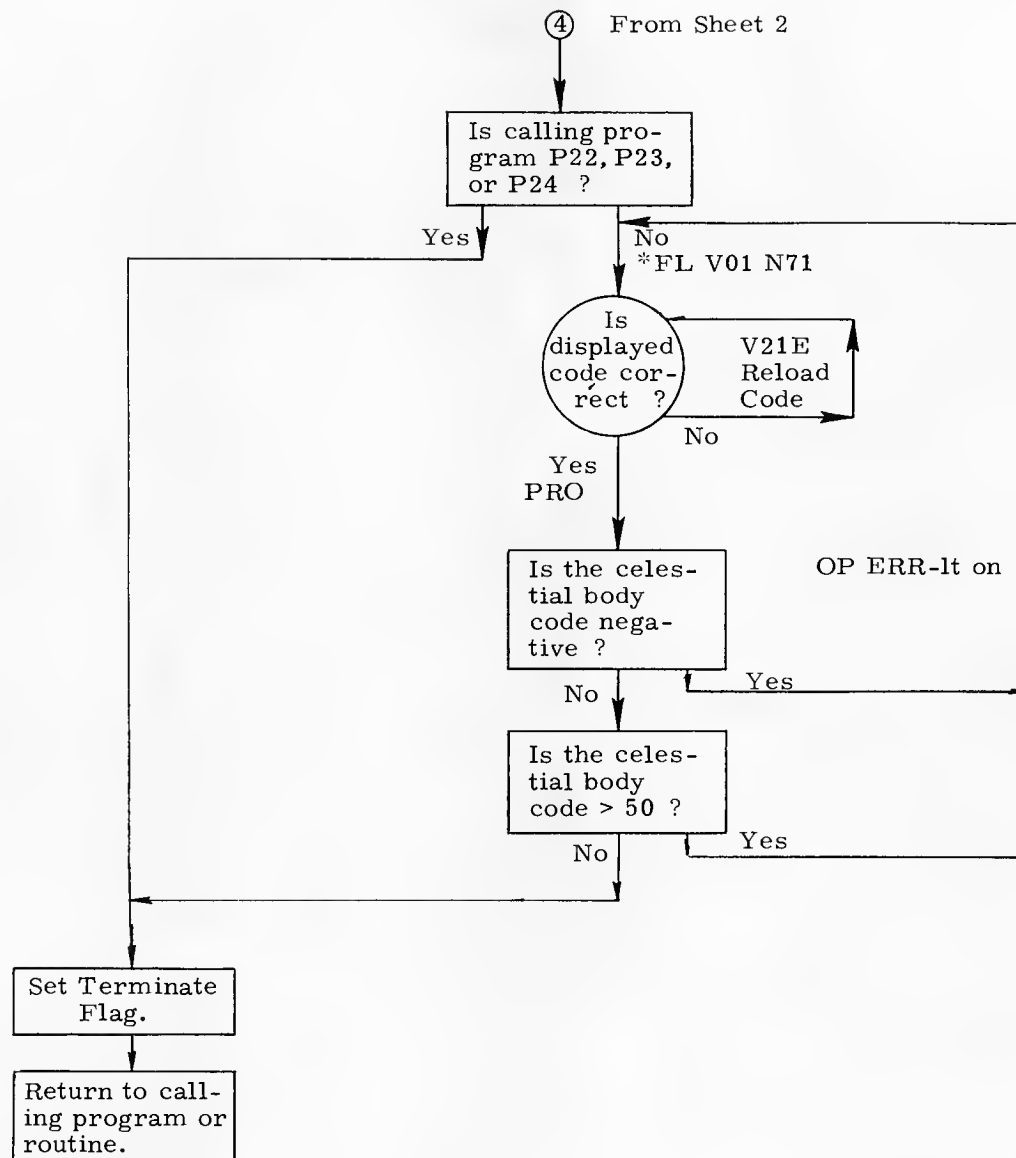 4 From Sheet 2
Is calling pro-
gram P22, P23,
or P24 ?
Yes
No
*FL V01 N71
Is
displayed
code cor-
rect ?
V21E
Reload
Code
No
Yes
PRO
Is the celes-
tial body
code nega-
tive ?
OP ERR-lt on
No
Yes
Is the celes-
tial body
code > 50 ?
No
Yes
Set Terminate
Flag.
Return to call-
ing program or
routine.